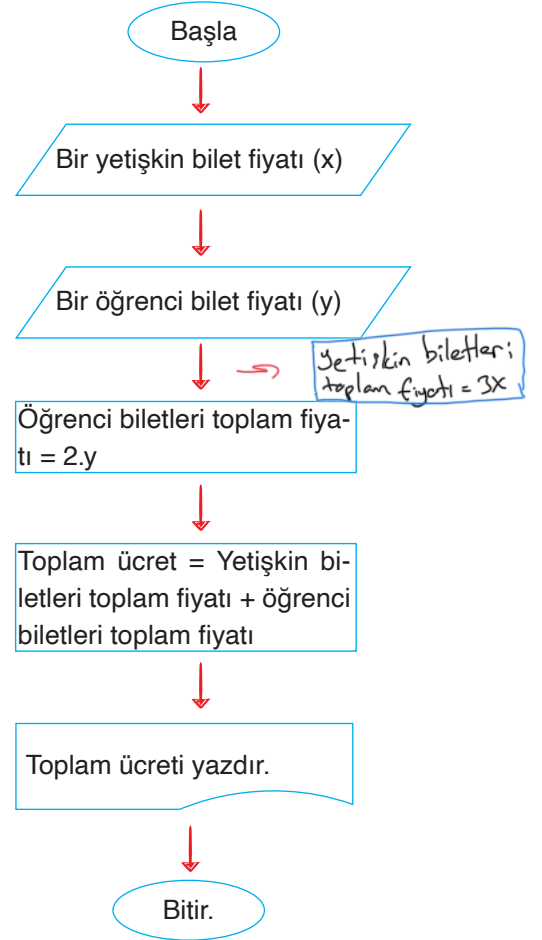 Başla
Bir yetişkin bilet fiyatı (x)
Bir öğrenci bilet fiyatı (y)
yetişkin biletleri
toplam fiyatı = 3x
Öğrenci biletleri toplam fiya-
tı = 2.y
Toplam ücret = Yetişkin bi-
letleri toplam fiyatı + öğrenci
biletleri toplam fiyatı
Toplam ücreti yazdır.
Bitir.